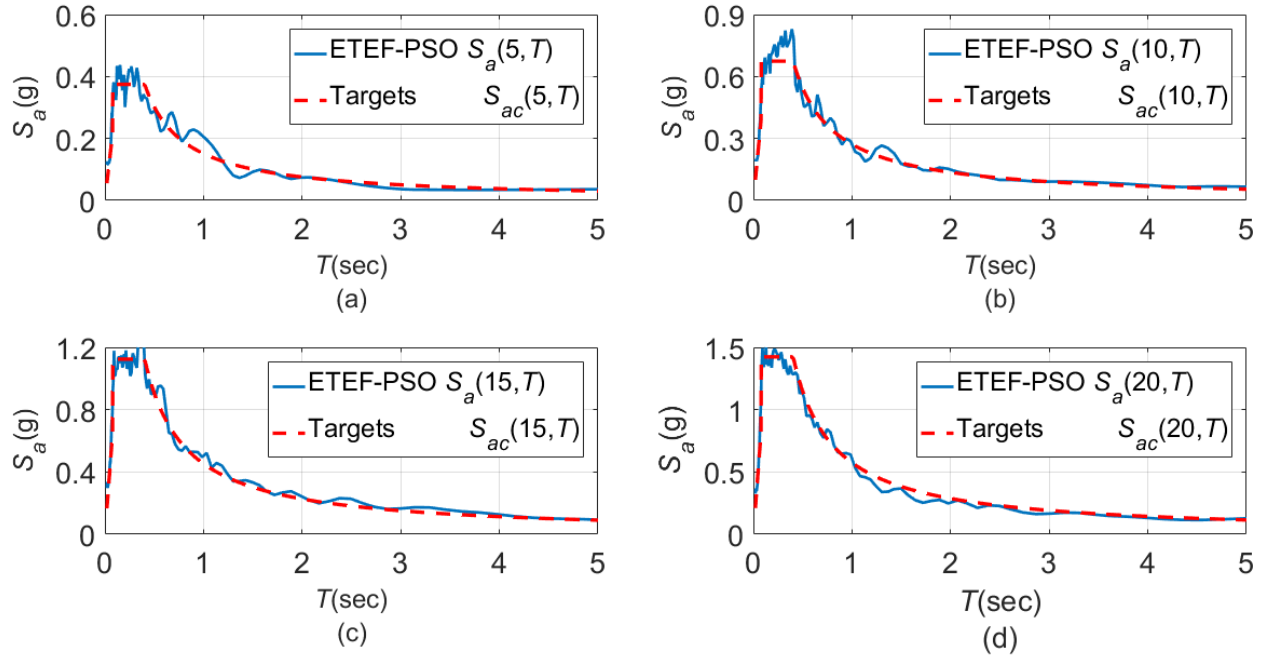 0.6
0.4
0.2
0
S_a(g)
ETEF-PSO S_a(5,T)
Targets S_ac(5,T)
0 1 2 3 4 5
T(sec)
(a)
0.9
0.6
0.3
0
S_a(g)
ETEF-PSO S_a(10,T)
Targets S_ac(10,T)
0 1 2 3 4 5
T(sec)
(b)
1.2
0.8
0.4
0
S_a(g)
ETEF-PSO S_a(15,T)
Targets S_ac(15,T)
0 1 2 3 4 5
T(sec)
(c)
1.5
1
0.5
0
S_a(g)
ETEF-PSO S_a(20,T)
Targets S_ac(20,T)
0 1 2 3 4 5
T(sec)
(d)